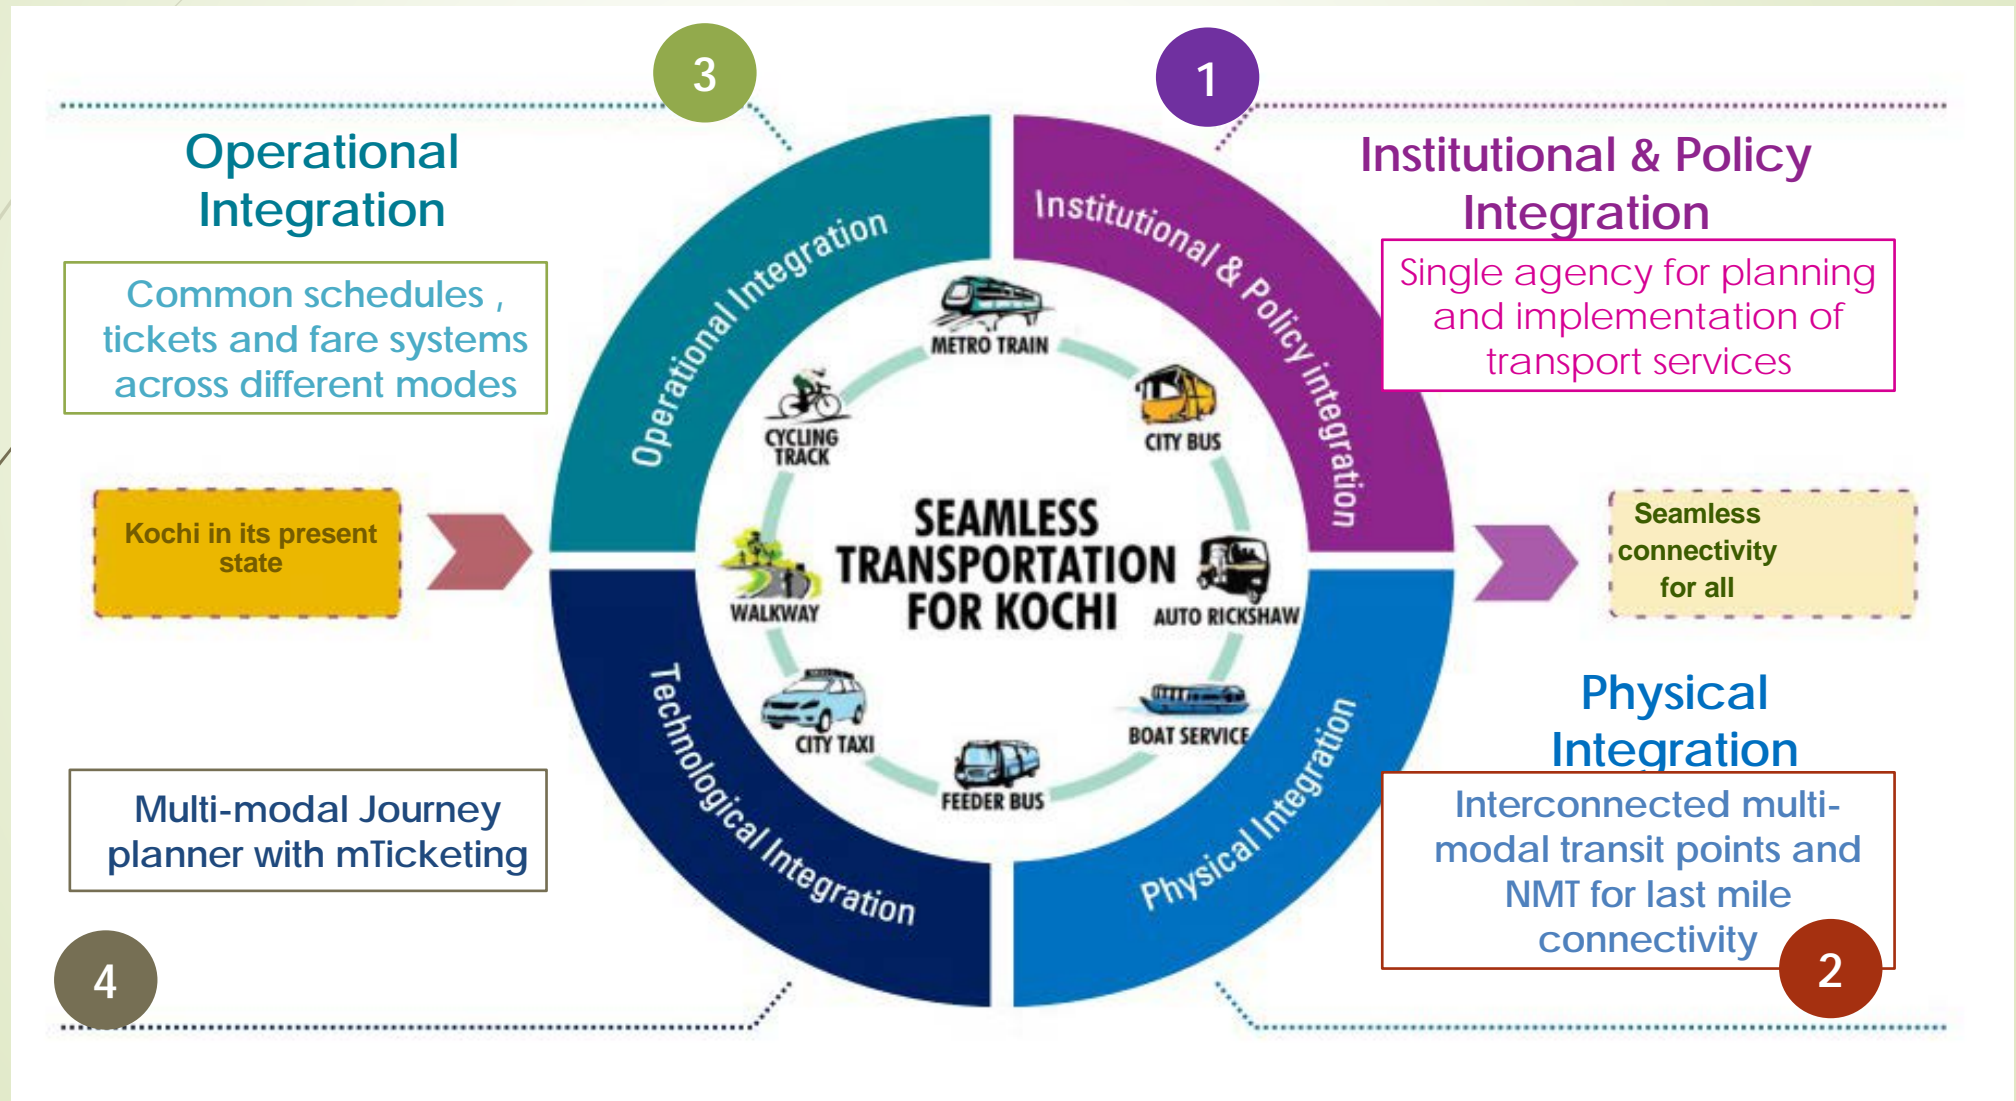 3
1
Operational
Integration
Common schedules ,
tickets and fare systems
across different modes
Institutional & Policy
Integration
Single agency for planning
and implementation of
transport services
Operational Integration
Institutional & Policy integration
METRO TRAIN
CITY BUS
CYCLING
TRACK
SEAMLESS
TRANSPORTATION
FOR KOCHI
WALKWAY
AUTO RICKSHAW
CITY TAXI
BOAT SERVICE
FEEDER BUS
Technological Integration
Physical Integration
Kochi in its present
state
Seamless
connectivity
for all
Multi-modal Journey
planner with mTicketing
4
Physical
Integration
Interconnected multi-
modal transit points and
NMT for last mile
connectivity
2